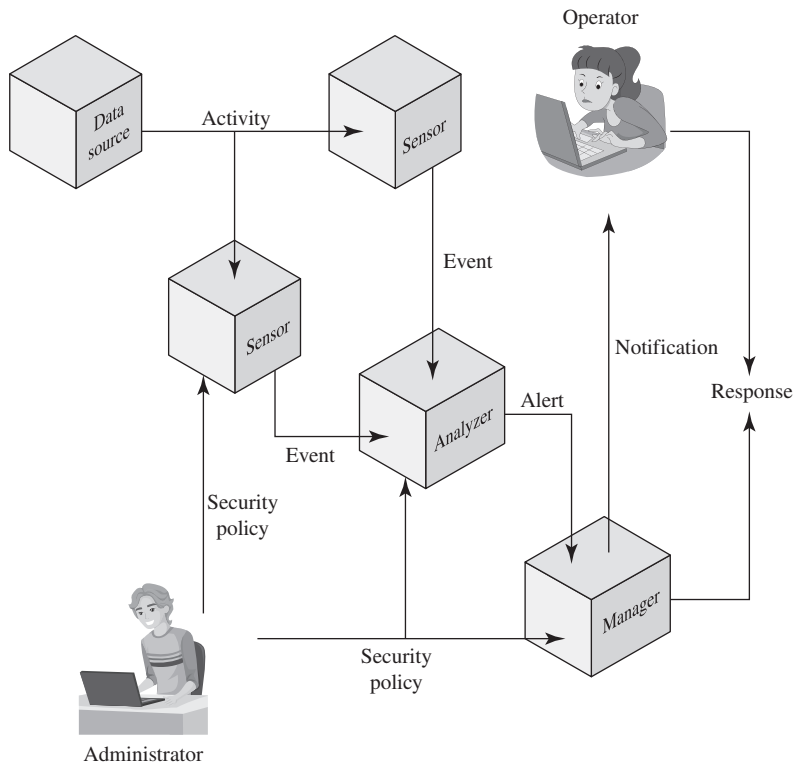 Operator
Data
source
Activity
Sensor
Event
Sensor
Notification
Response
Alert
Analyzer
Event
Security
policy
Manager
Security
policy
Administrator